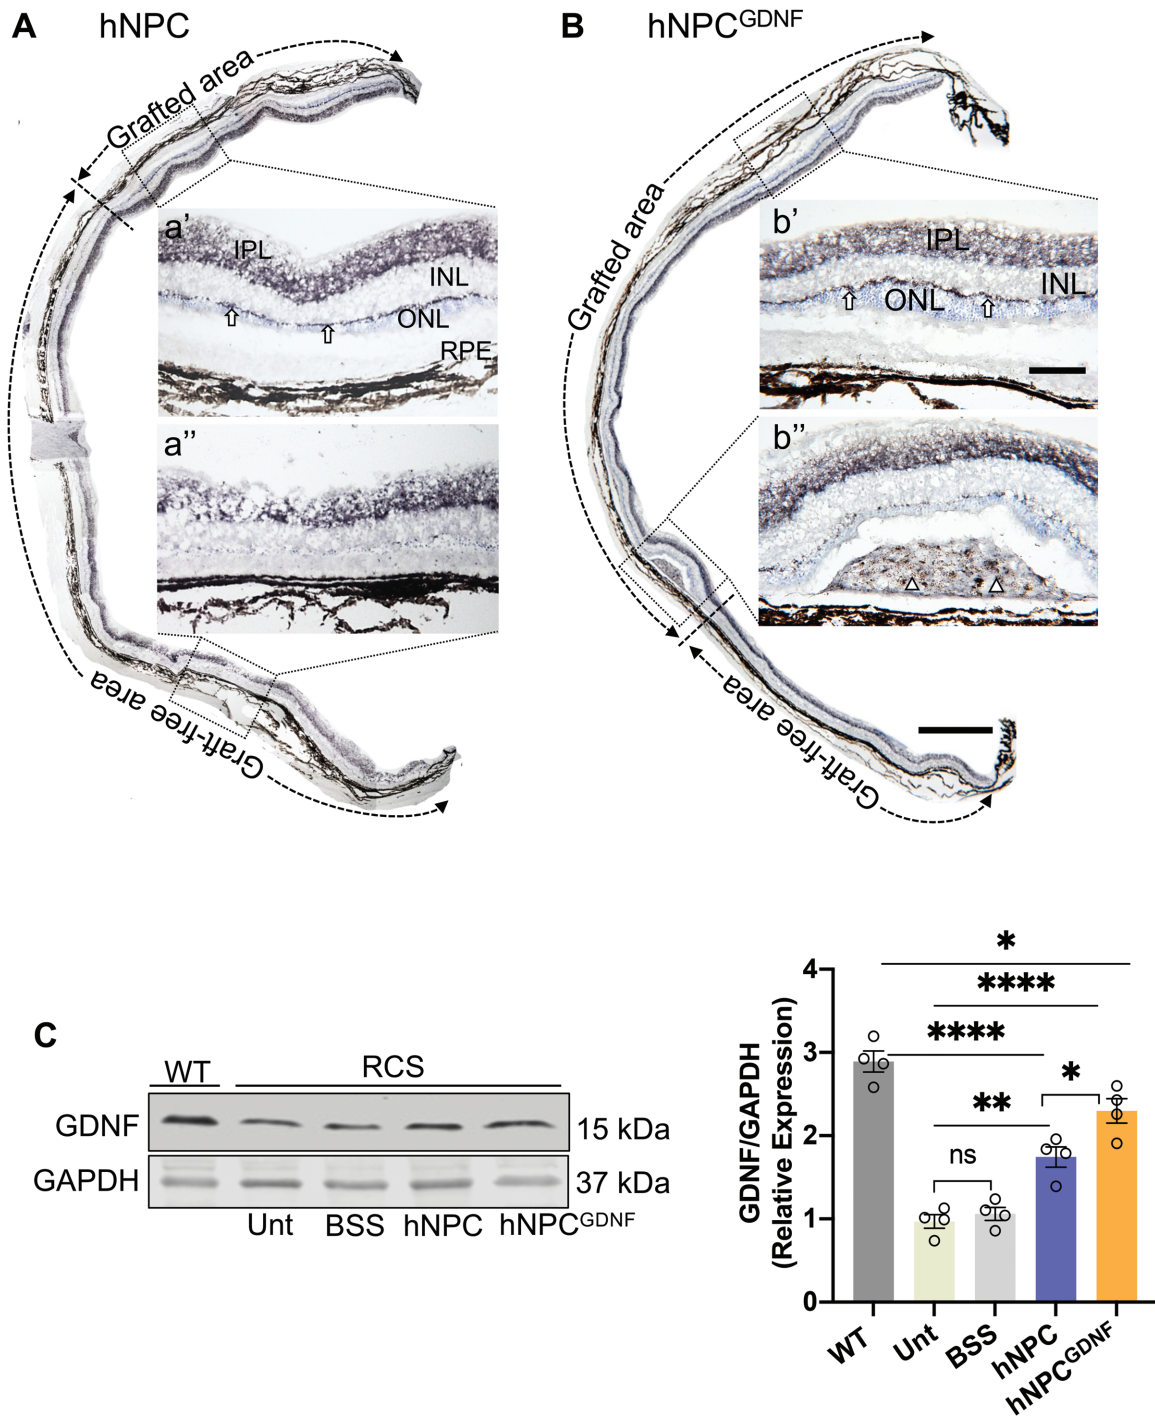 A hNPC
Grafted area
a’
IPL
INL
ONL
RPE
a’’
Graft-free area
B hNPCGDNF
Grafted area
b’
IPL
INL
ONL
b’’
Graft-free area
C
WT RCS
GDNF 15 kDa
GAPDH 37 kDa
Unt BSS hNPC hNPCGDNF
GDNF/GAPDH
(Relative Expression)
4
3
2
1
0
*
****
****
*
**
ns
WT
Unt
BSS
hNPC
hNPCGDNF